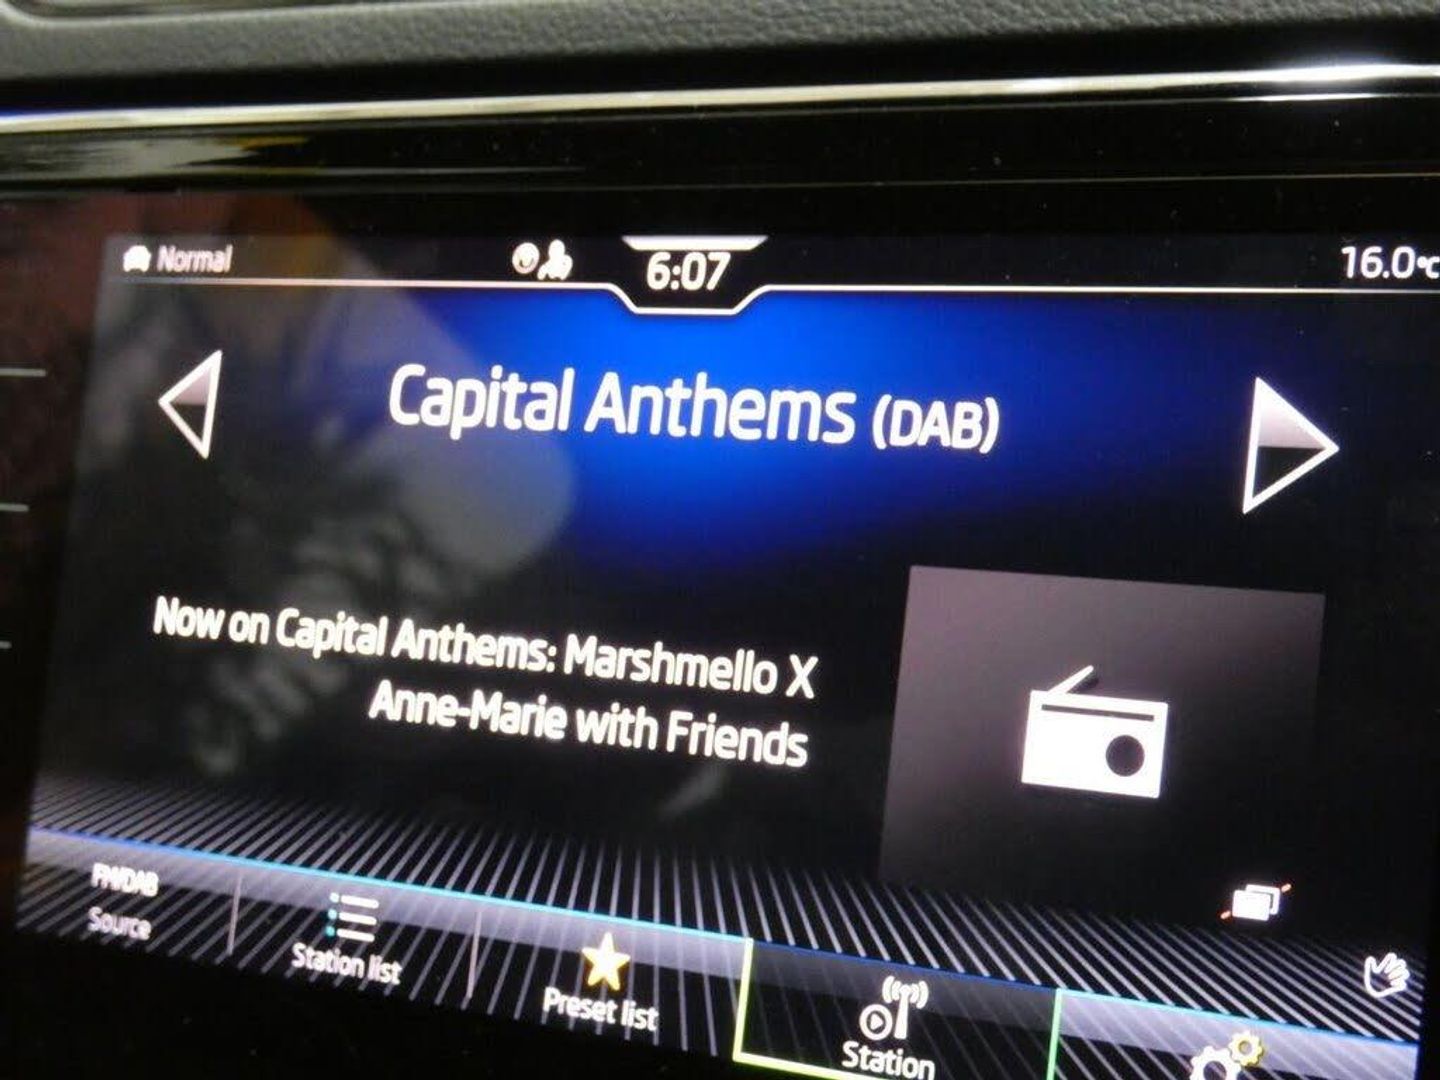 Normal
6:07
16.0°C
Capital Anthems (DAB)
Now on Capital Anthems: Marshmello X
Anne-Marie with Friends
FM/DAB
Source
Station list
Preset list
Station